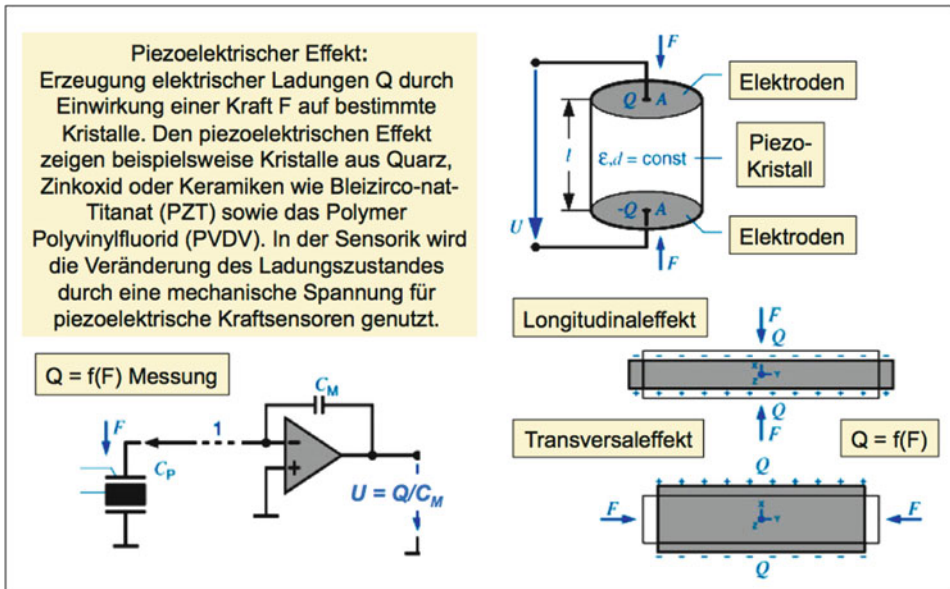 Piezoelektrischer Effekt:
Erzeugung elektrischer Ladungen Q durch
Einwirkung einer Kraft F auf bestimmte
Kristalle. Den piezoelektrischen Effekt
zeigen beispielsweise Kristalle aus Quarz,
Zinkoxid oder Keramiken wie Bleizirco-nat-
Titanat (PZT) sowie das Polymer
Polyvinylfluorid (PVDV). In der Sensorik wird
die Veränderung des Ladungszustandes
durch eine mechanische Spannung für
piezoelektrische Kraftsensoren genutzt.
F
Elektroden
Q A
l
ε,d = const
Piezo-
Kristall
U
-Q A
Elektroden
F
Q = f(F) Messung
F
1
C_M
C_P
- 
+
U = Q/C_M
Longitudinaleffekt
F
Q
- - - - - - - - - - - -
X
Z Y
+ + + + + + + + + + + +
Q
F
Transversaleffekt
Q = f(F)
Q
+ + + + + + + + + +
F
X
Z Y
F
- - - - - - - - - -
Q